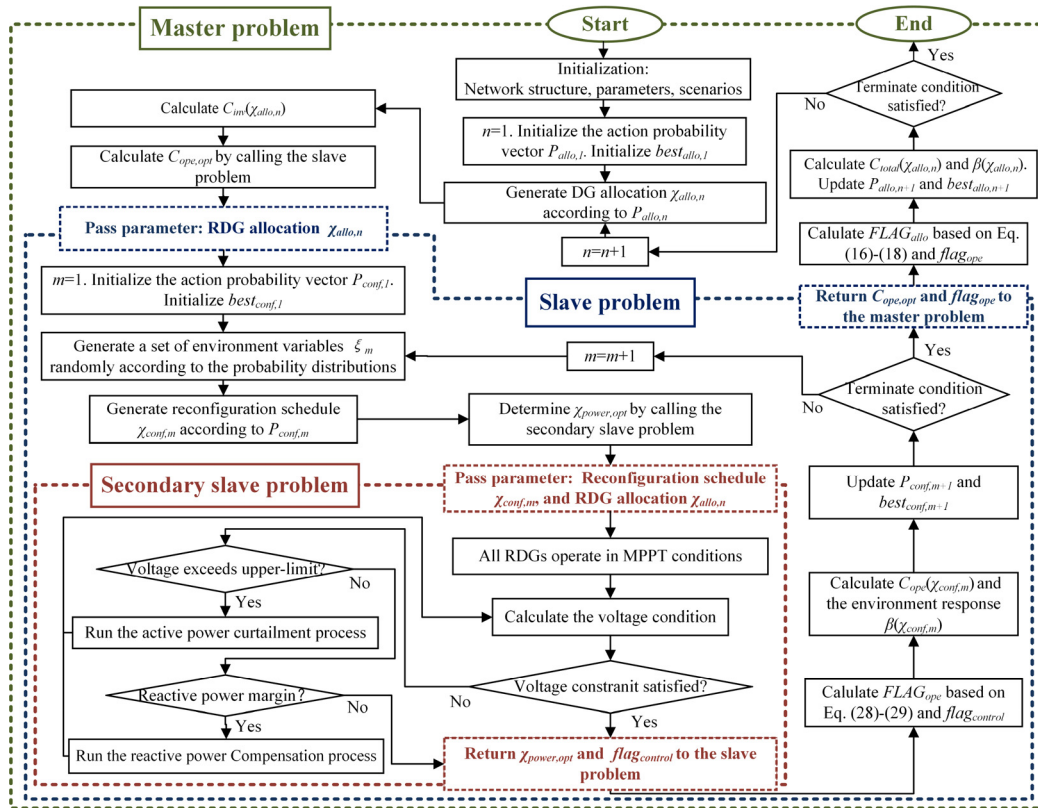 Master problem
Start
End
Initialization:
Network structure, parameters, scenarios
n=1. Initialize the action probability
vector P_allo,1. Initialize best_allo,1
Generate DG allocation χ_allo,n
according to P_allo,n
n=n+1
Calculate C_inv(χ_allo,n)
Calculate C_ope,opt by calling the slave
problem
Pass parameter: RDG allocation χ_allo,n
m=1. Initialize the action probability vector P_conf,1.
Initialize best_conf,1
Slave problem
Generate a set of environment variables ξ_m
randomly according to the probability distributions
m=m+1
Generate reconfiguration schedule
χ_conf,m according to P_conf,m
Determine χ_power,opt by calling the
secondary slave problem
Secondary slave problem
Pass parameter: Reconfiguration schedule
χ_conf,m, and RDG allocation χ_allo,n
All RDGs operate in MPPT conditions
Calculate the voltage condition
Voltage constranit satisfied?
No
Yes
Voltage exceeds upper-limit?
No
Yes
Run the active power curtailment process
Reactive power margin?
No
Yes
Run the reactive power Compensation process
Return χ_power,opt and flag_control to the slave
problem
Calulate FLAG_ope based on
Eq. (28)-(29) and flag_control
Calculate C_ope(χ_conf,m) and
the environment response
β(χ_conf,m)
Update P_conf,m+1 and
best_conf,m+1
Terminate condition
satisfied?
No
Yes
Return C_ope,opt and flag_ope to
the master problem
Calulate FLAG_allo based on Eq.
(16)-(18) and flag_ope
Calculate C_total(χ_allo,n) and β(χ_allo,n).
Update P_allo,n+1 and best_allo,n+1
Terminate condition
satisfied?
No
Yes